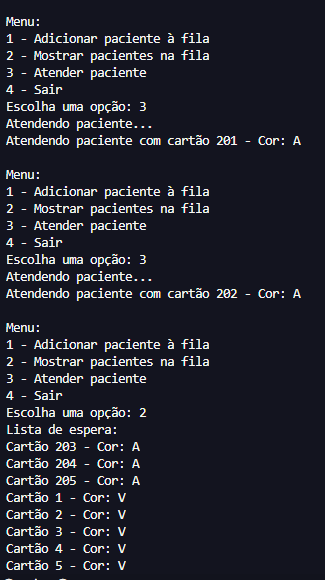 Menu:
1 - Adicionar paciente à fila
2 - Mostrar pacientes na fila
3 - Atender paciente
4 - Sair
Escolha uma opção: 3
Atendendo paciente...
Atendendo paciente com cartão 201 - Cor: A
Menu:
1 - Adicionar paciente à fila
2 - Mostrar pacientes na fila
3 - Atender paciente
4 - Sair
Escolha uma opção: 3
Atendendo paciente...
Atendendo paciente com cartão 202 - Cor: A
Menu:
1 - Adicionar paciente à fila
2 - Mostrar pacientes na fila
3 - Atender paciente
4 - Sair
Escolha uma opção: 2
Lista de espera:
Cartão 203 - Cor: A
Cartão 204 - Cor: A
Cartão 205 - Cor: A
Cartão 1 - Cor: V
Cartão 2 - Cor: V
Cartão 3 - Cor: V
Cartão 4 - Cor: V
Cartão 5 - Cor: V